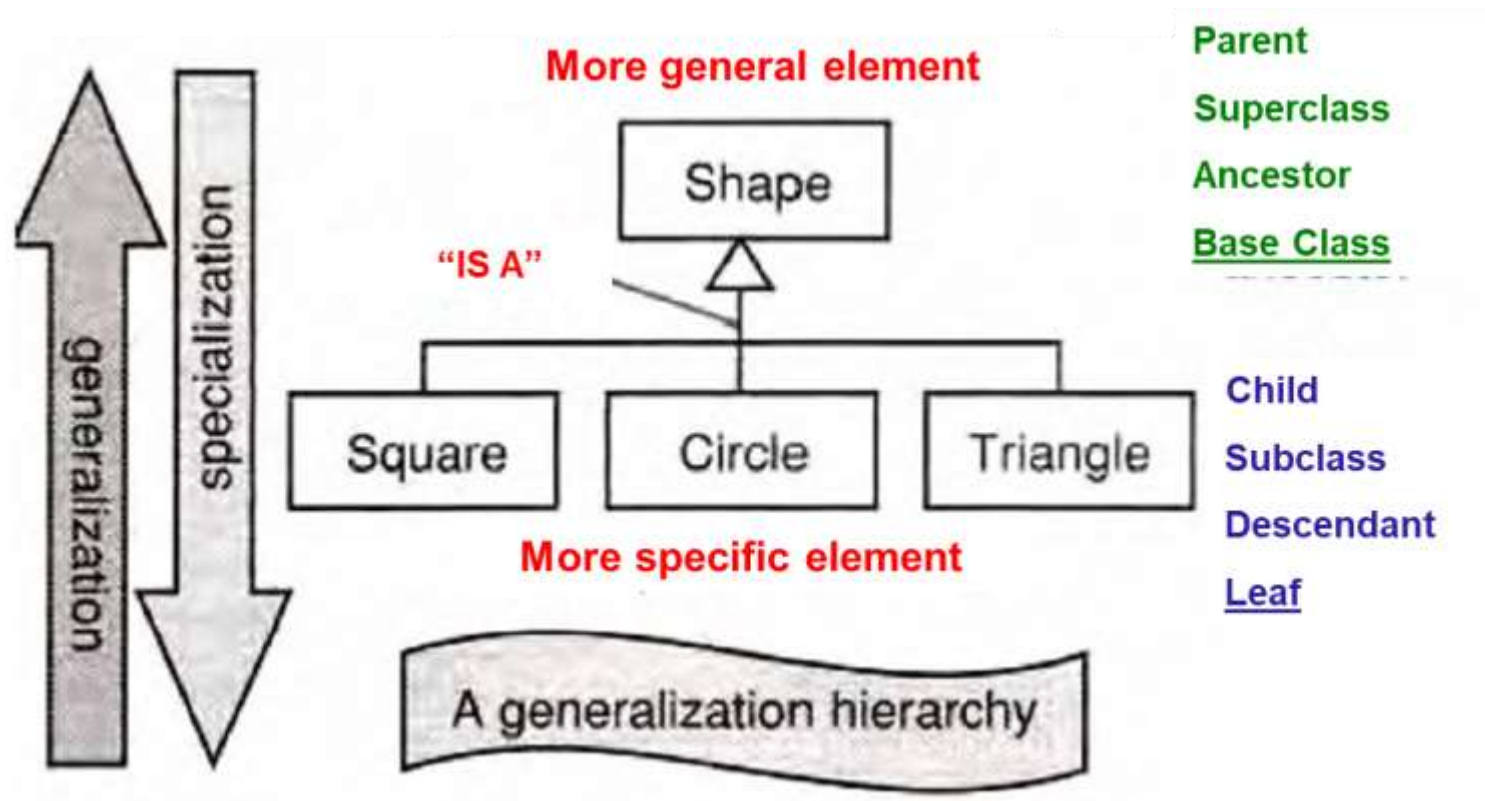 More general element
Parent
Superclass
Ancestor
Base Class
Shape
“IS A”
generalization
specialization
Square
Circle
Triangle
Child
Subclass
Descendant
Leaf
More specific element
A generalization hierarchy